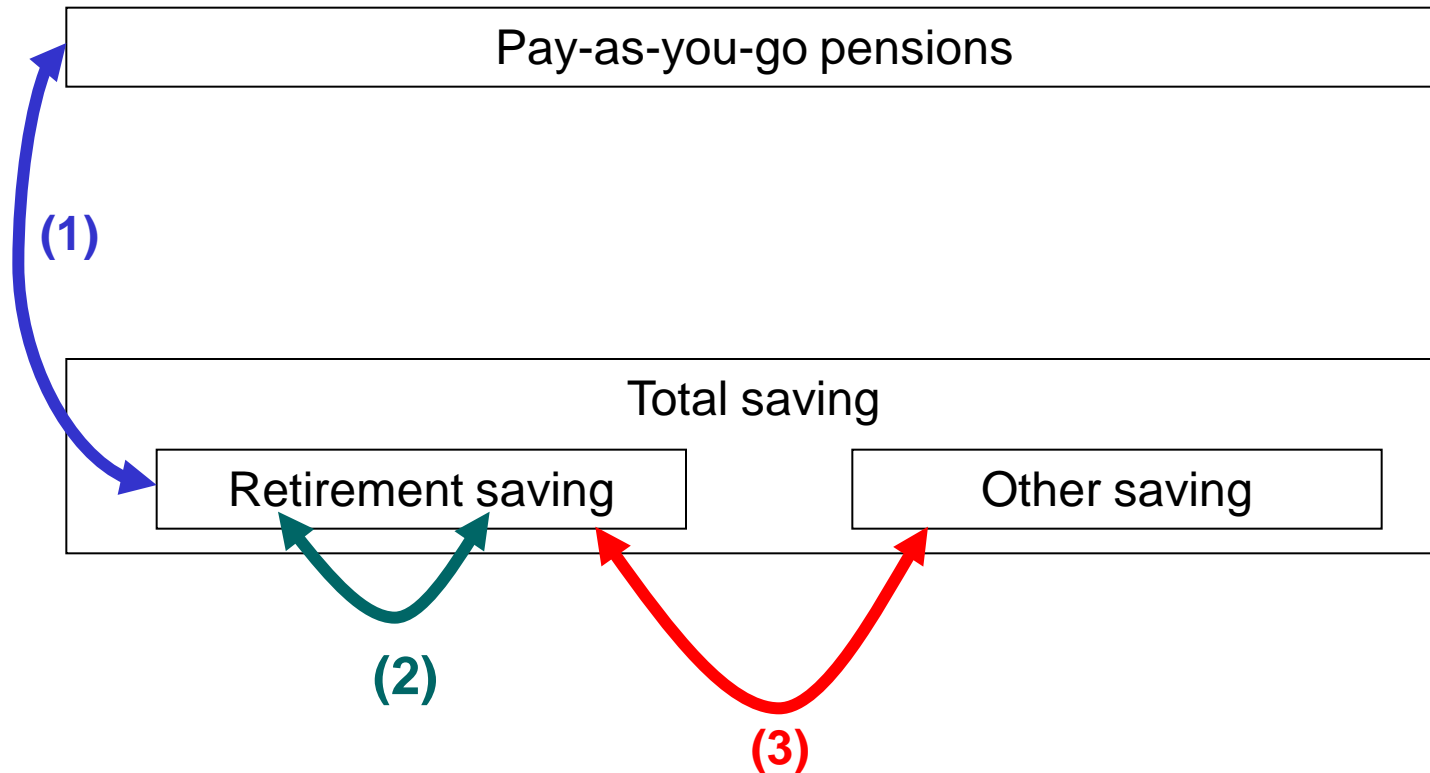 Pay-as-you-go pensions
(1)
Total saving
Retirement saving
Other saving
(2)
(3)